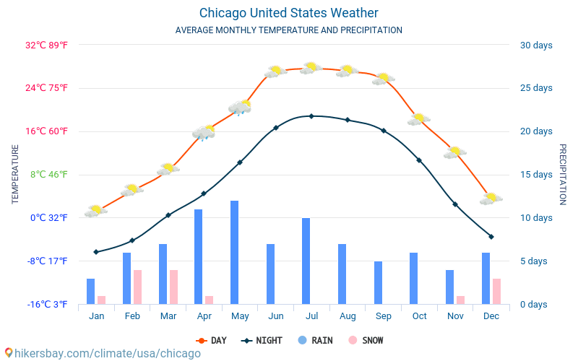 Chicago United States Weather
AVERAGE MONTHLY TEMPERATURE AND PRECIPITATION
32°C 89°F
24°C 75°F
16°C 60°F
8°C 46°F
0°C 32°F
-8°C 17°F
-16°C 3°F
TEMPERATURE
30 days
25 days
20 days
15 days
10 days
5 days
0 days
PRECIPITATION
Jan Feb Mar Apr May Jun Jul Aug Sep Oct Nov Dec
DAY NIGHT RAIN SNOW
hikersbay.com/climate/usa/chicago